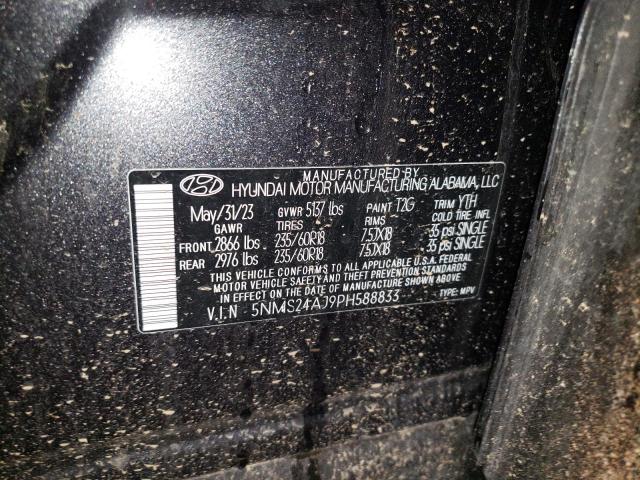 MANUFACTURED BY
HYUNDAI MOTOR MANUFACTURING ALABAMA, LLC
May/31/23 GVWR 5137 lbs PAINT T2G TRIM YTH
GAWR TIRES RIMS COLD TIRE INFL
FRONT 2866 lbs 235/60R18 7.5JX18 35 psi SINGLE
REAR 2976 lbs 235/60R18 7.5JX18 35 psi SINGLE
THIS VEHICLE CONFORMS TO ALL APPLICABLE U.S.A. FEDERAL
MOTOR VEHICLE SAFETY AND THEFT PREVENTION STANDARDS
IN EFFECT ON THE DATE OF MANUFACTURE SHOWN ABOVE
V.I.N 5NMS24AJ9PH588833 TYPE: MPV